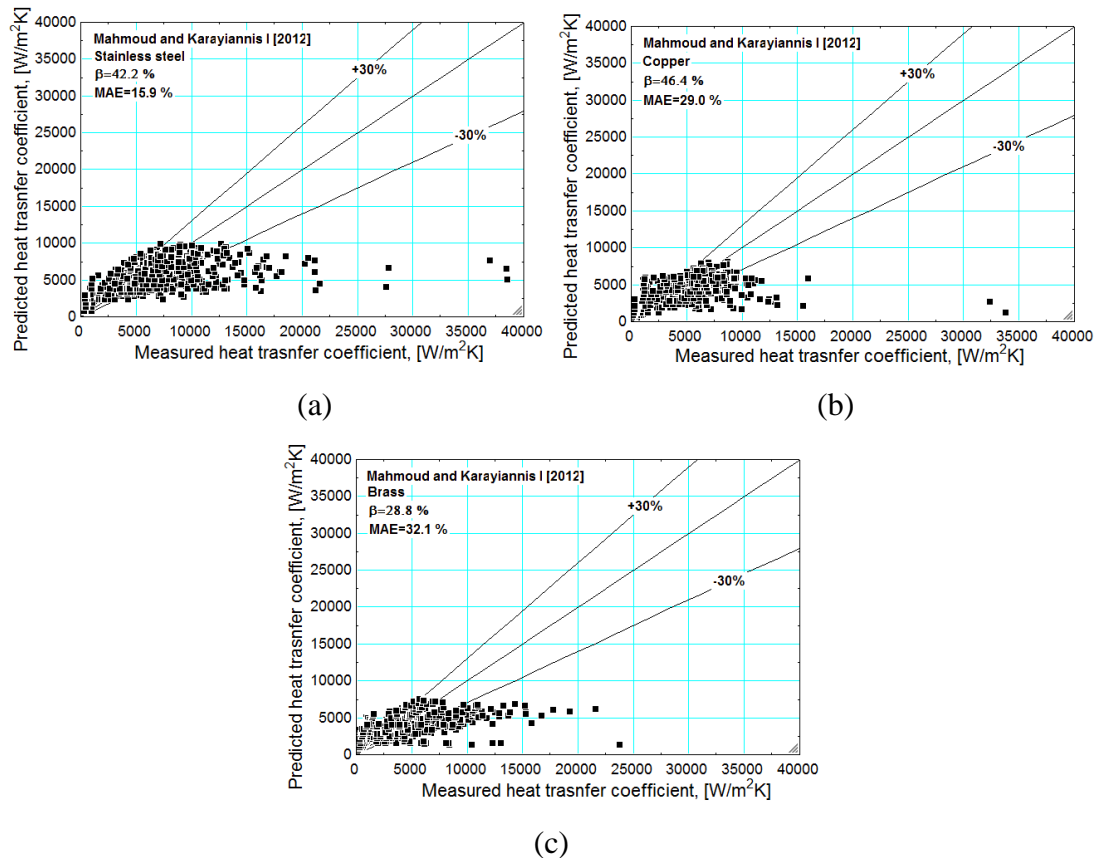 Mahmoud and Karayiannis I [2012]
Stainless steel
β=42.2 %
MAE=15.9 %
+30%
-30%
40000
35000
30000
25000
20000
15000
10000
5000
0
0 5000 10000 15000 20000 25000 30000 35000 40000
Predicted heat trasnfer coefficient, [W/m²K]
Measured heat trasnfer coefficient, [W/m²K]
(a)
Mahmoud and Karayiannis I [2012]
Copper
β=46.4 %
MAE=29.0 %
+30%
-30%
40000
35000
30000
25000
20000
15000
10000
5000
0
0 5000 10000 15000 20000 25000 30000 35000 40000
Predicted heat trasnfer coefficient, [W/m²K]
Measured heat trasnfer coefficient, [W/m²K]
(b)
Mahmoud and Karayiannis I [2012]
Brass
β=28.8 %
MAE=32.1 %
+30%
-30%
40000
35000
30000
25000
20000
15000
10000
5000
0
0 5000 10000 15000 20000 25000 30000 35000 40000
Predicted heat trasnfer coefficient, [W/m²K]
Measured heat trasnfer coefficient, [W/m²K]
(c)